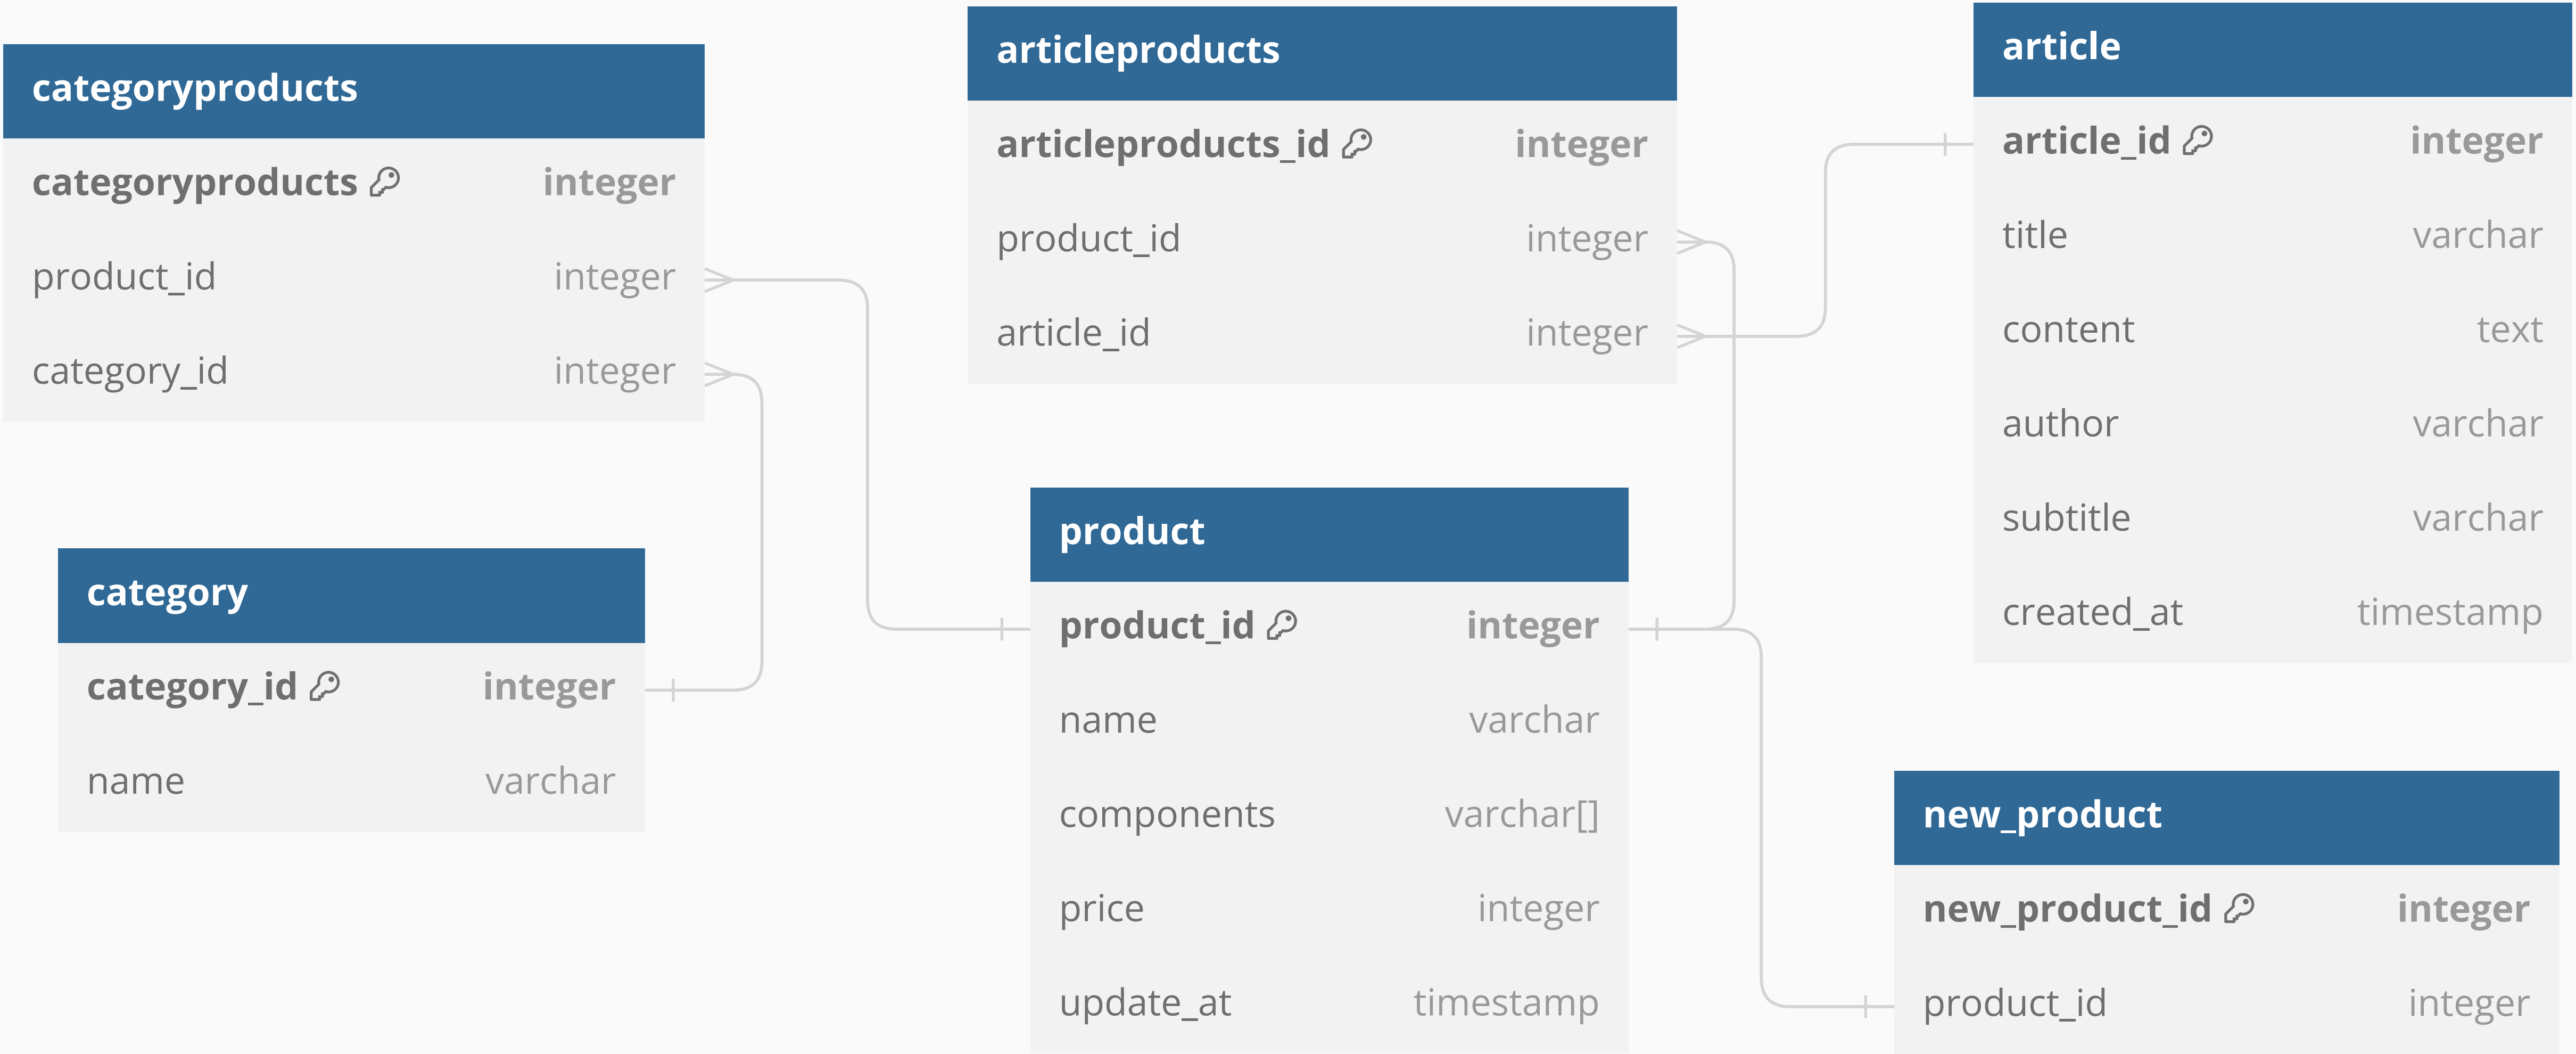 categoryproducts
categoryproducts integer
product_id integer
category_id integer
category
category_id integer
name varchar
articleproducts
articleproducts_id integer
product_id integer
article_id integer
product
product_id integer
name varchar
components varchar[]
price integer
update_at timestamp
article
article_id integer
title varchar
content text
author varchar
subtitle varchar
created_at timestamp
new_product
new_product_id integer
product_id integer